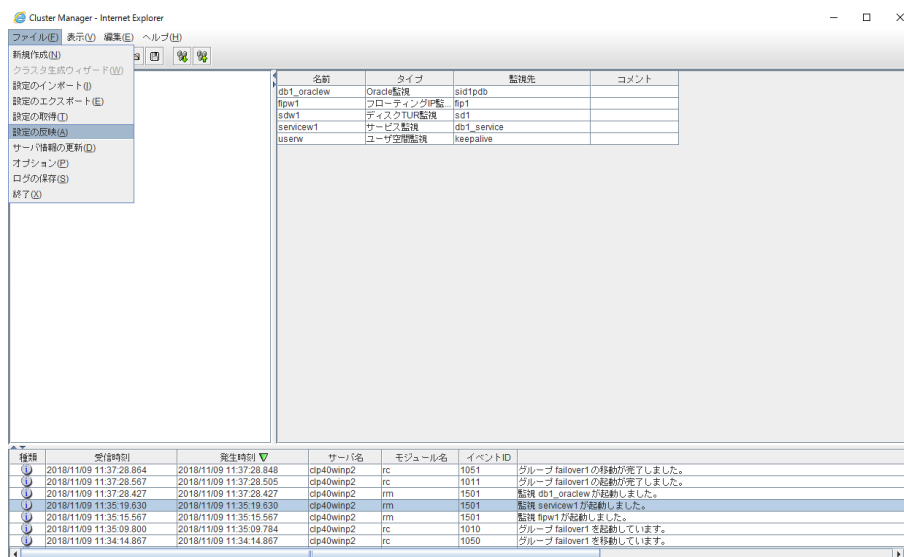 Cluster Manager - Internet Explorer
ファイル(F) 表示(V) 編集(E) ヘルプ(H)
新規作成(N)
クラスタ生成ウィザード(W)
設定のインポート(I)
設定のエクスポート(E)
設定の取得(T)
設定の反映(A)
サーバ情報の更新(D)
オプション(P)
ログの保存(S)
終了(X)
名前 タイプ 監視先 コメント
db1_oraclew Oracle監視 sid1pdb
fipw1 フローティングIP監... fip1
sdw1 ディスクTUR監視 sd1
servicew1 サービス監視 db1_service
userw ユーザ空間監視 keepalive
種類 受信時刻 発生時刻 サーバ名 モジュール名 イベントID
2018/11/09 11:37:28.864 2018/11/09 11:37:28.848 clp40winp2 rc 1051 グループ failover1 の移動が完了しました。
2018/11/09 11:37:28.567 2018/11/09 11:37:28.505 clp40winp2 rc 1011 グループ failover1 の起動が完了しました。
2018/11/09 11:37:28.427 2018/11/09 11:37:28.427 clp40winp2 rm 1501 監視 db1_oraclew が起動しました。
2018/11/09 11:35:19.630 2018/11/09 11:35:19.630 clp40winp2 rm 1501 監視 servicew1 が起動しました。
2018/11/09 11:35:15.567 2018/11/09 11:35:15.567 clp40winp2 rm 1501 監視 fipw1 が起動しました。
2018/11/09 11:35:09.800 2018/11/09 11:35:09.784 clp40winp2 rc 1010 グループ failover1 を起動しています。
2018/11/09 11:34:14.867 2018/11/09 11:34:14.867 clp40winp2 rc 1050 グループ failover1 を移動しています。